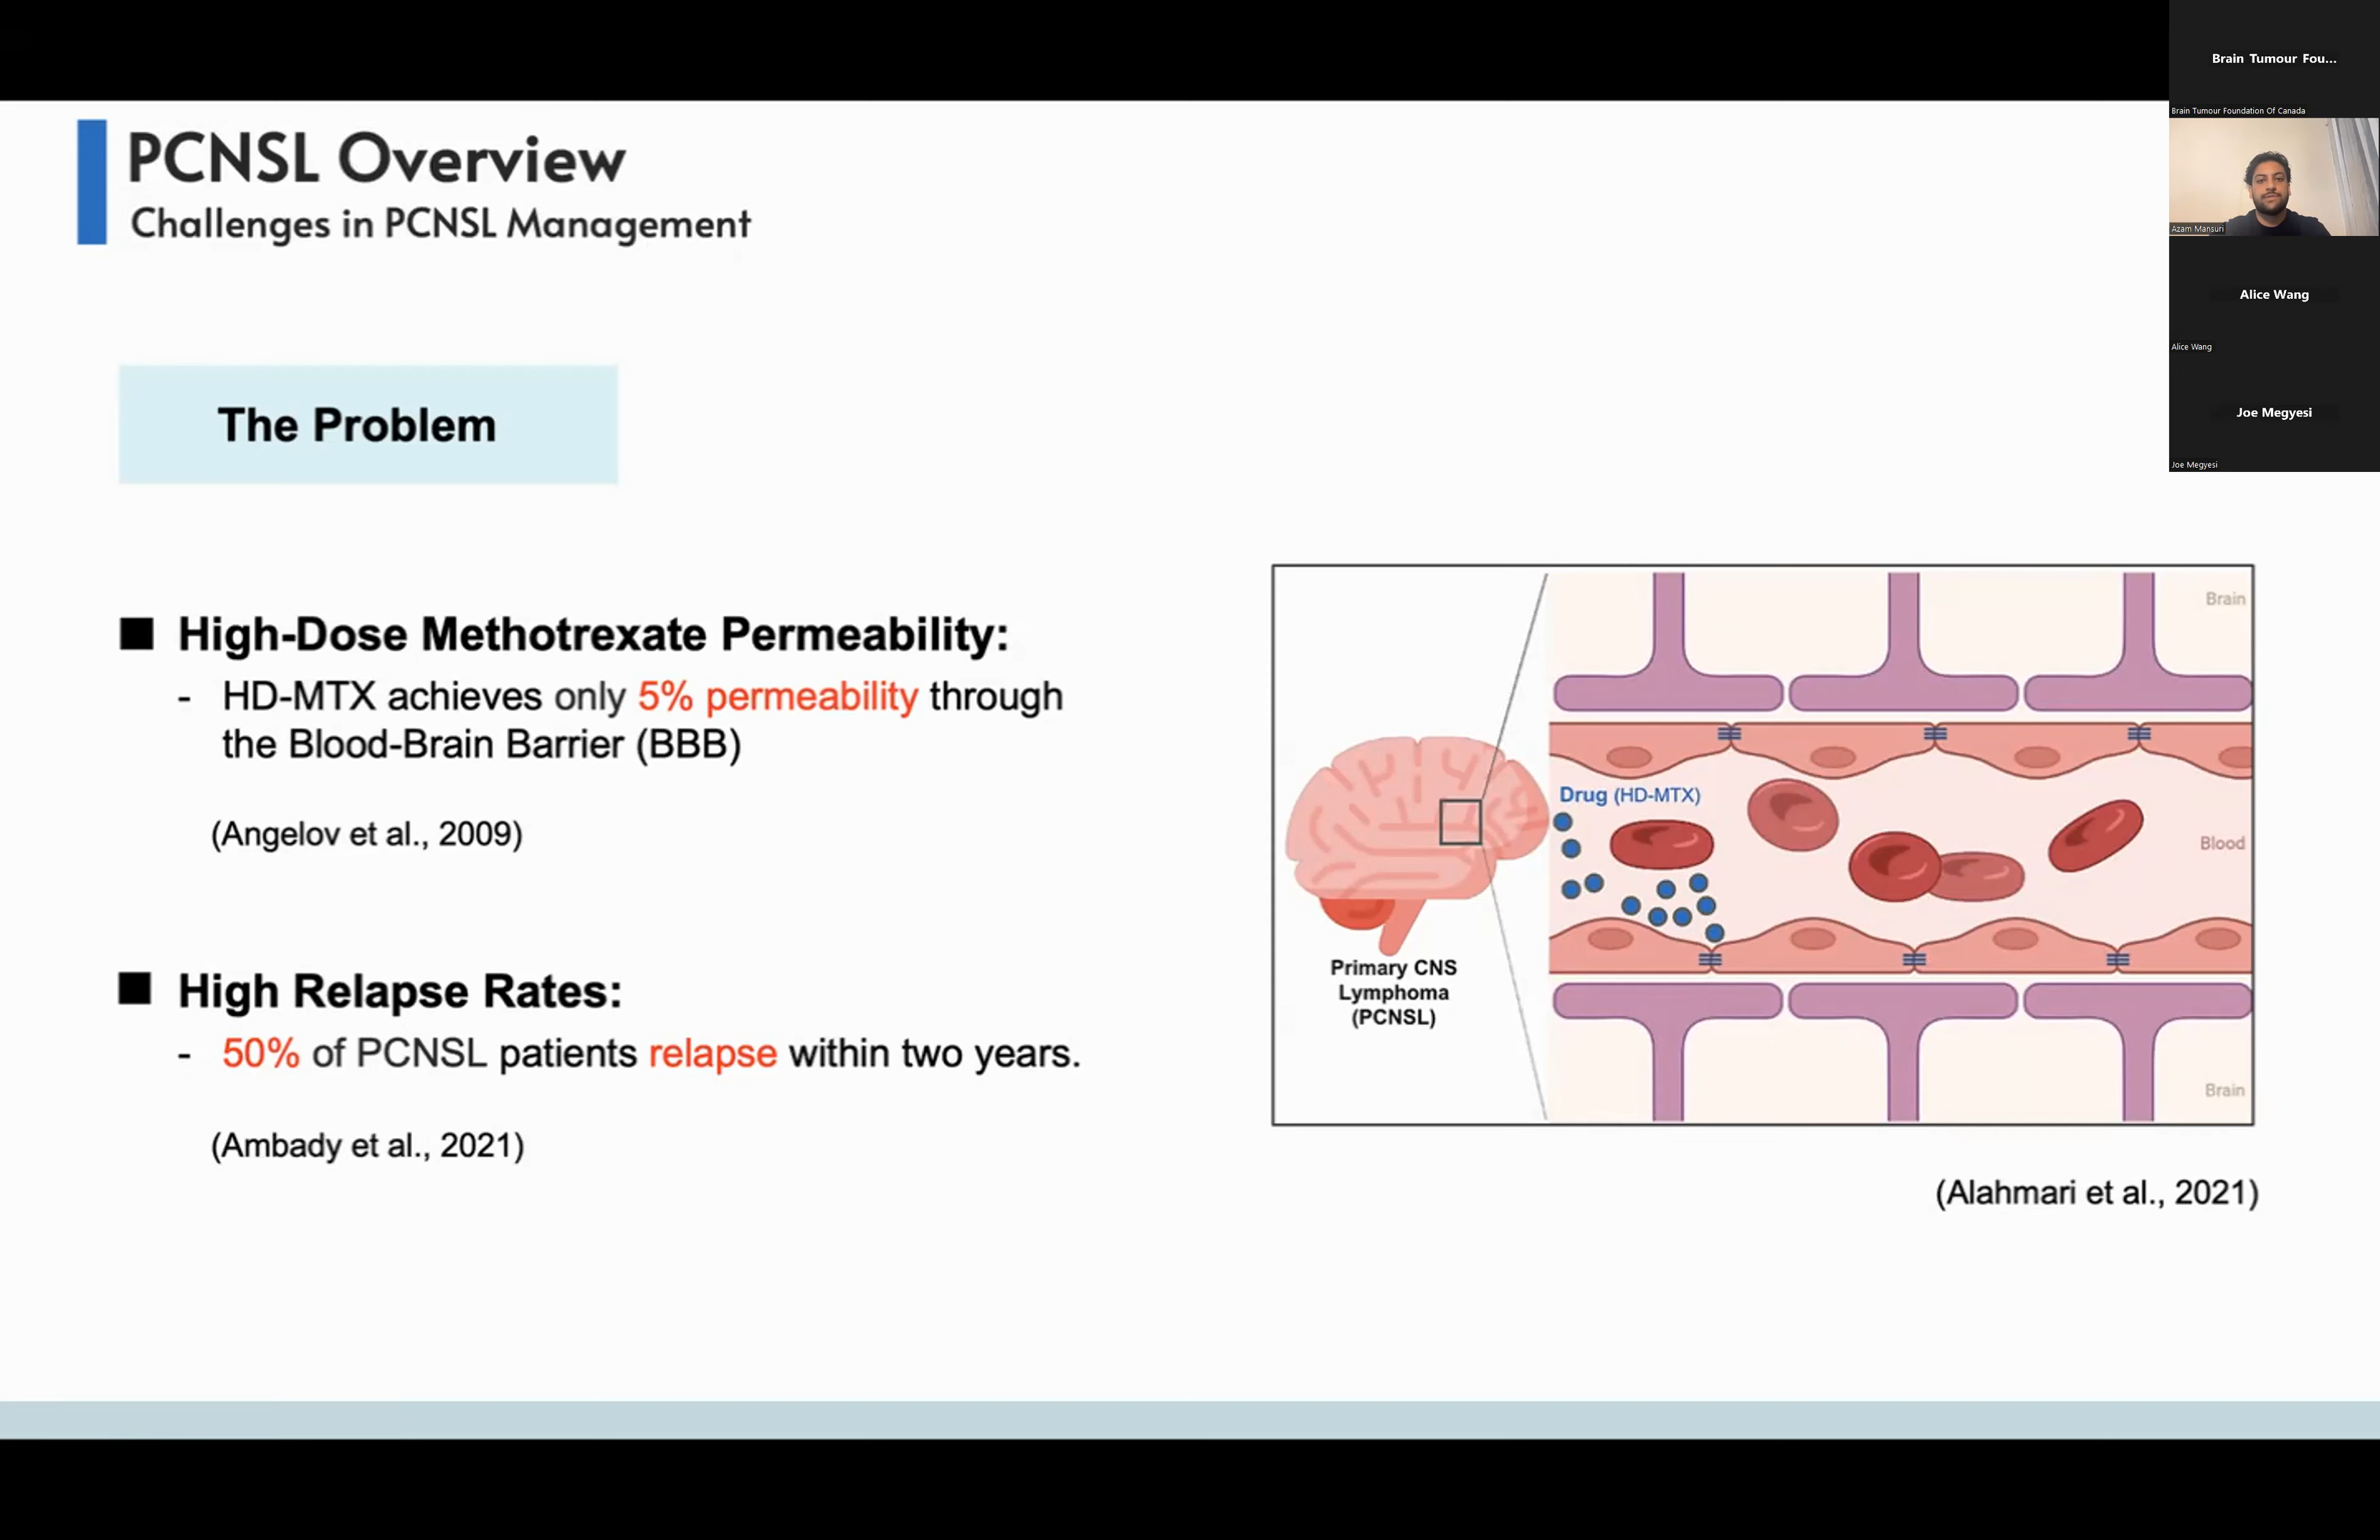 Brain Tumour Fou...
Brain Tumour Foundation Of Canada
Azam Mansuri
Alice Wang
Alice Wang
Joe Megyesi
Joe Megyesi
PCNSL Overview
Challenges in PCNSL Management
The Problem
■ High-Dose Methotrexate Permeability:
- HD-MTX achieves only 5% permeability through
the Blood-Brain Barrier (BBB)
(Angelov et al., 2009)
■ High Relapse Rates:
- 50% of PCNSL patients relapse within two years.
(Ambady et al., 2021)
Brain
Drug (HD-MTX)
Blood
Primary CNS
Lymphoma
(PCNSL)
Brain
(Alahmari et al., 2021)